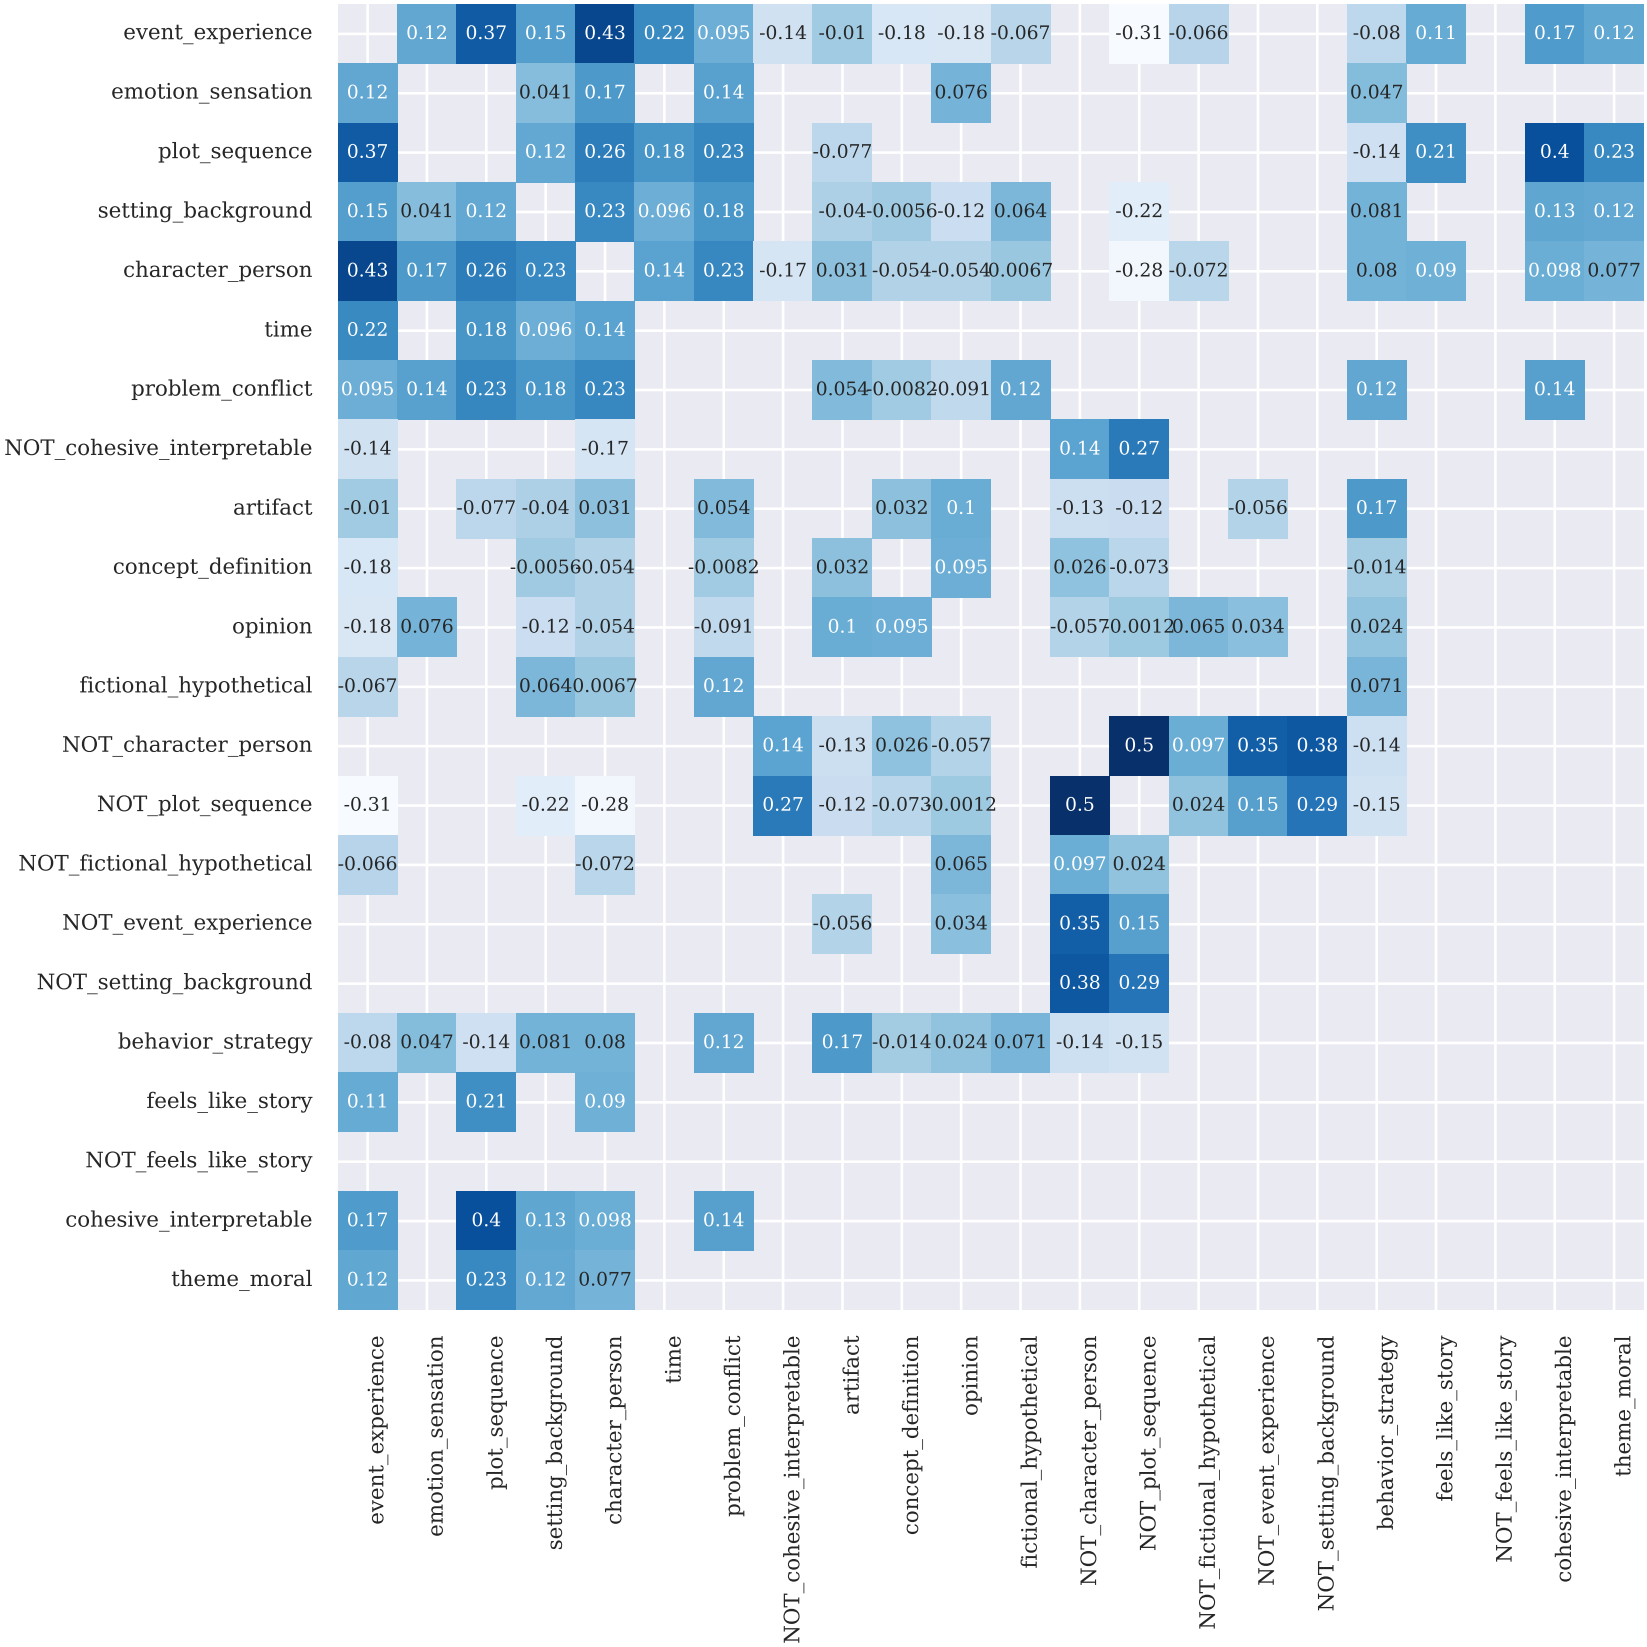 event_experience 0.12 0.37 0.15 0.43 0.22 0.095 -0.14 -0.01 -0.18 -0.18 -0.067 -0.31 -0.066 -0.08 0.11 0.17 0.12
emotion_sensation 0.12 0.041 0.17 0.14 0.076 0.047
plot_sequence 0.37 0.12 0.26 0.18 0.23 -0.077 -0.14 0.21 0.4 0.23
setting_background 0.15 0.041 0.12 0.23 0.096 0.18 -0.04 -0.0056 -0.12 0.064 -0.22 0.081 0.13 0.12
character_person 0.43 0.17 0.26 0.23 0.14 0.23 -0.17 0.031 -0.054 -0.054 0.0067 -0.28 -0.072 0.08 0.09 0.098 0.077
time 0.22 0.18 0.096 0.14
problem_conflict 0.095 0.14 0.23 0.18 0.23 0.054 -0.0082 -0.091 0.12 0.12 0.14
NOT_cohesive_interpretable -0.14 -0.17 0.14 0.27
artifact -0.01 -0.077 -0.04 0.031 0.054 0.032 0.1 -0.13 -0.12 -0.056 0.17
concept_definition -0.18 -0.0056 -0.054 -0.0082 0.032 0.095 0.026 -0.073 -0.014
opinion -0.18 0.076 -0.12 -0.054 -0.091 0.1 0.095 -0.057 -0.0012 0.065 0.034 0.024
fictional_hypothetical -0.067 0.064 0.0067 0.12 0.071
NOT_character_person 0.14 -0.13 0.026 -0.057 0.5 0.097 0.35 0.38 -0.14
NOT_plot_sequence -0.31 -0.22 -0.28 0.27 -0.12 -0.073 -0.0012 0.5 0.024 0.15 0.29 -0.15
NOT_fictional_hypothetical -0.066 -0.072 0.065 0.097 0.024
NOT_event_experience -0.056 0.034 0.35 0.15
NOT_setting_background 0.38 0.29
behavior_strategy -0.08 0.047 -0.14 0.081 0.08 0.12 0.17 -0.014 0.024 0.071 -0.14 -0.15
feels_like_story 0.11 0.21 0.09
NOT_feels_like_story
cohesive_interpretable 0.17 0.4 0.13 0.098 0.14
theme_moral 0.12 0.23 0.12 0.077
event_experience
emotion_sensation
plot_sequence
setting_background
character_person
time
problem_conflict
NOT_cohesive_interpretable
artifact
concept_definition
opinion
fictional_hypothetical
NOT_character_person
NOT_plot_sequence
NOT_fictional_hypothetical
NOT_event_experience
NOT_setting_background
behavior_strategy
feels_like_story
NOT_feels_like_story
cohesive_interpretable
theme_moral